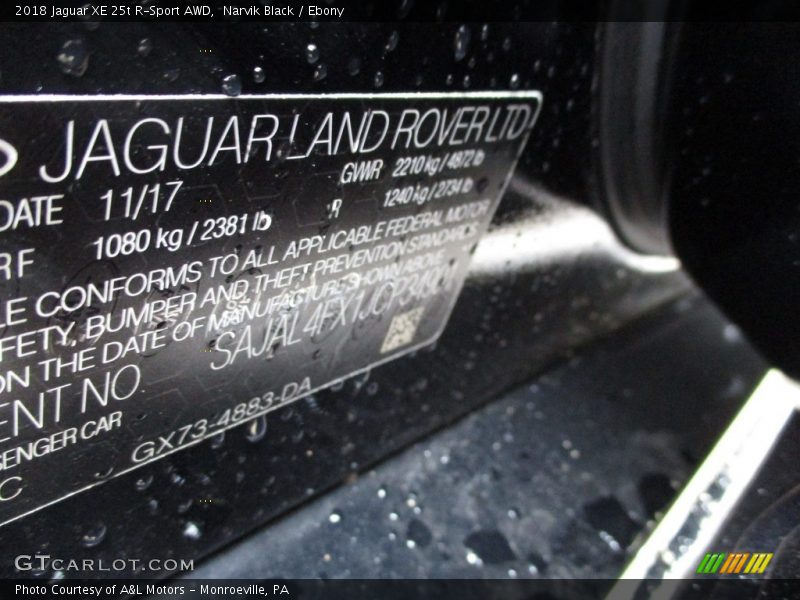 2018 Jaguar XE 25t R-Sport AWD, Narvik Black / Ebony
JAGUAR LAND ROVER LTD
DATE 11/17 GWR 2210 kg / 4872 lb
RF 1080 kg / 2381 lb R 1240 kg / 2734 lb
LE CONFORMS TO ALL APPLICABLE FEDERAL MOTOR
FETY, BUMPER AND THEFT PREVENTION STANDARDS
ON THE DATE OF MANUFACTURE SHOWN ABOVE
ENT NO
SENGER CAR
GX73-4883-DA
C
GTCARLOT.COM
Photo Courtesy of A&L Motors - Monroeville, PA